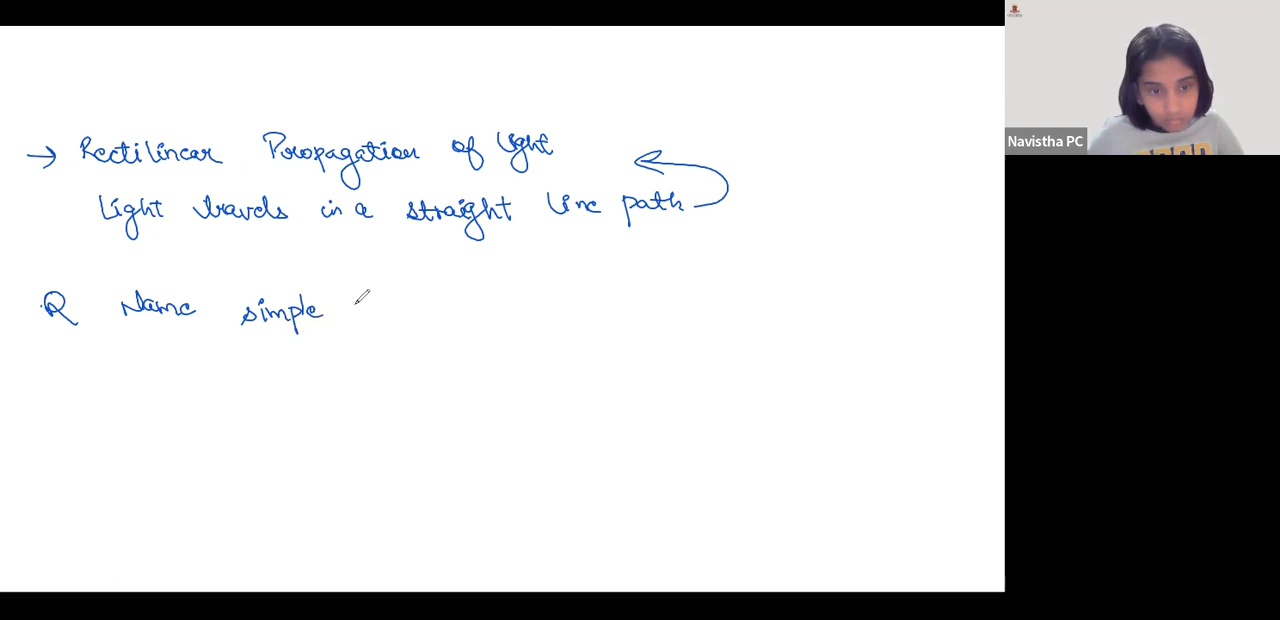 → Rectilinear Propagation of light
light travels in a straight line path
Q Name simple
Navistha PC